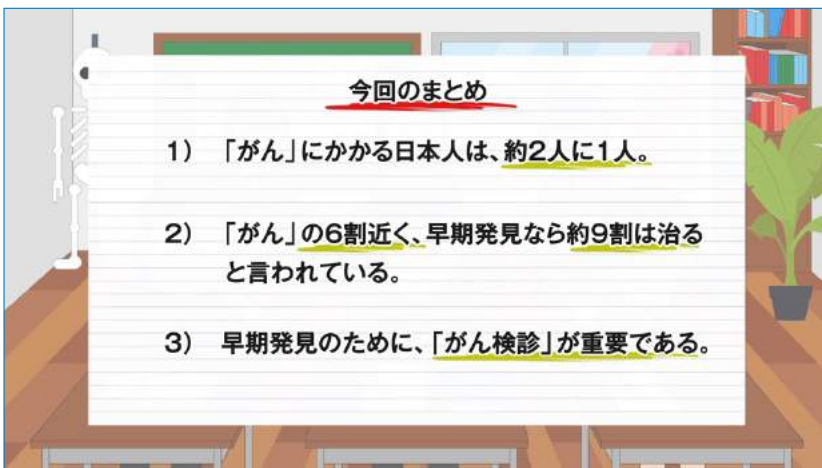 今回のまとめ
1) 「がん」にかかる日本人は、約2人に1人。
2) 「がん」の6割近く、早期発見なら約9割は治る
と言われている。
3) 早期発見のために、「がん検診」が重要である。